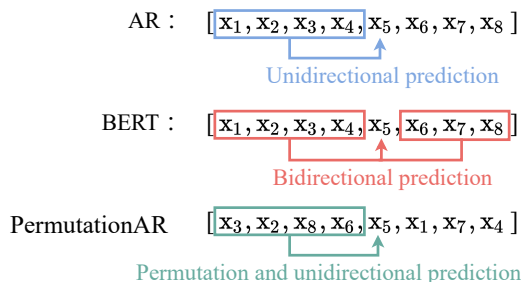 AR : [x₁, x₂, x₃, x₄, x₅, x₆, x₇, x₈]
Unidirectional prediction
BERT : [x₁, x₂, x₃, x₄, x₅, x₆, x₇, x₈]
Bidirectional prediction
PermutationAR [x₃, x₂, x₈, x₆, x₅, x₁, x₇, x₄]
Permutation and unidirectional prediction